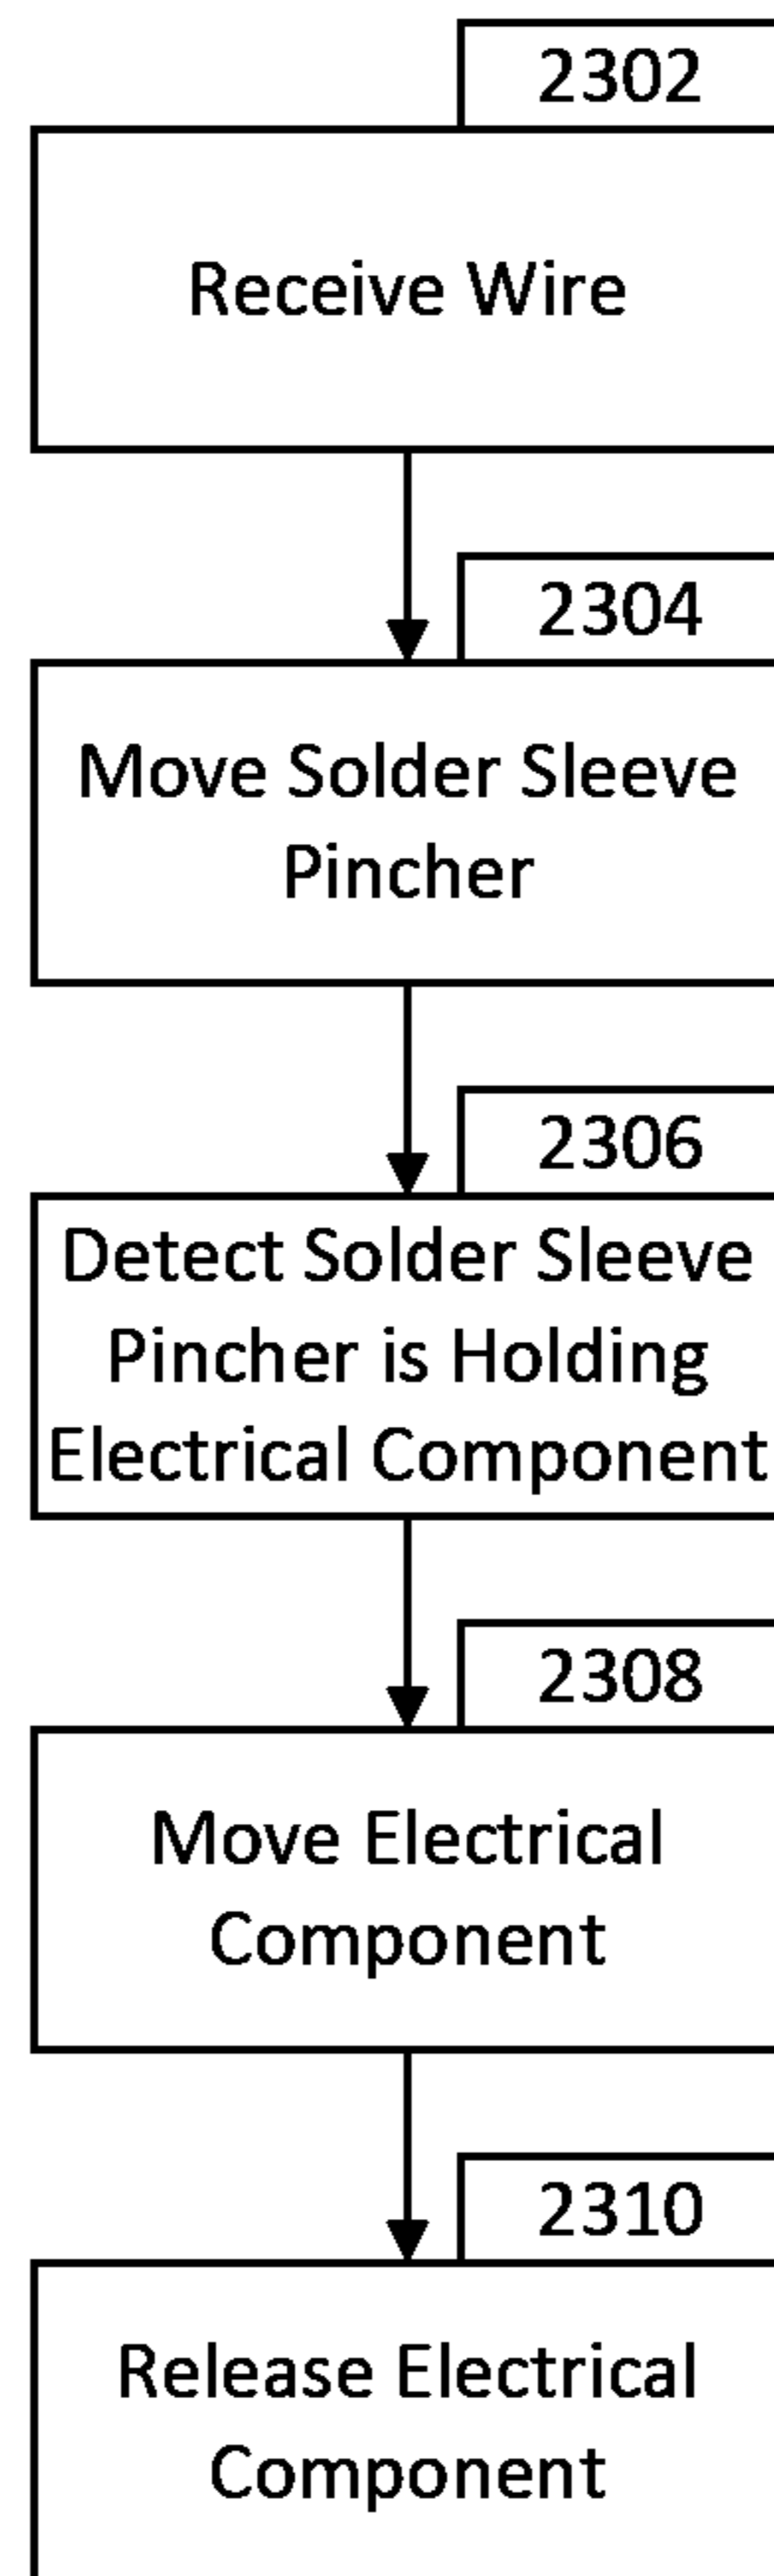 2302
Receive Wire
2304
Move Solder Sleeve
Pincher
2306
Detect Solder Sleeve
Pincher is Holding
Electrical Component
2308
Move Electrical
Component
2310
Release Electrical
Component